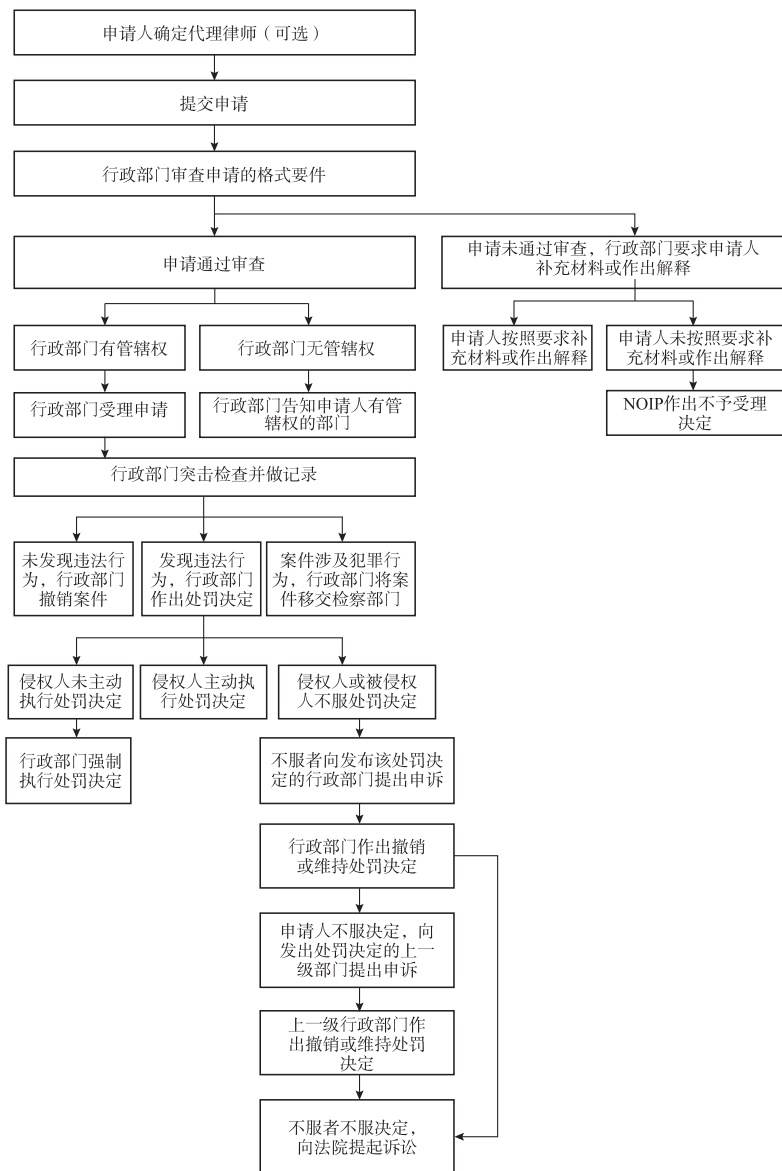 申请人确定代理律师（可选）
提交申请
行政部门审查申请的格式要件
申请通过审查
申请未通过审查，行政部门要求申请人
补充材料或作出解释
行政部门有管辖权
行政部门无管辖权
申请人按照要求补
充材料或作出解释
申请人未按照要求补
充材料或作出解释
行政部门受理申请
行政部门告知申请人有管
辖权的部门
NOIP作出不予受理
决定
行政部门突击检查并做记录
未发现违法行
为，行政部门
撤销案件
发现违法行
为，行政部门
作出处罚决定
案件涉及犯罪行
为，行政部门将案
件移交检察部门
侵权人未主动
执行处罚决定
侵权人主动执
行处罚决定
侵权人或被侵权
人不服处罚决定
行政部门强制
执行处罚决定
不服者向发布该处罚决
定的行政部门提出申诉
行政部门作出撤销
或维持处罚决定
申请人不服决定，向
发出处罚决定的上一
级部门提出申诉
上一级行政部门作
出撤销或维持处罚
决定
不服者不服决定，
向法院提起诉讼